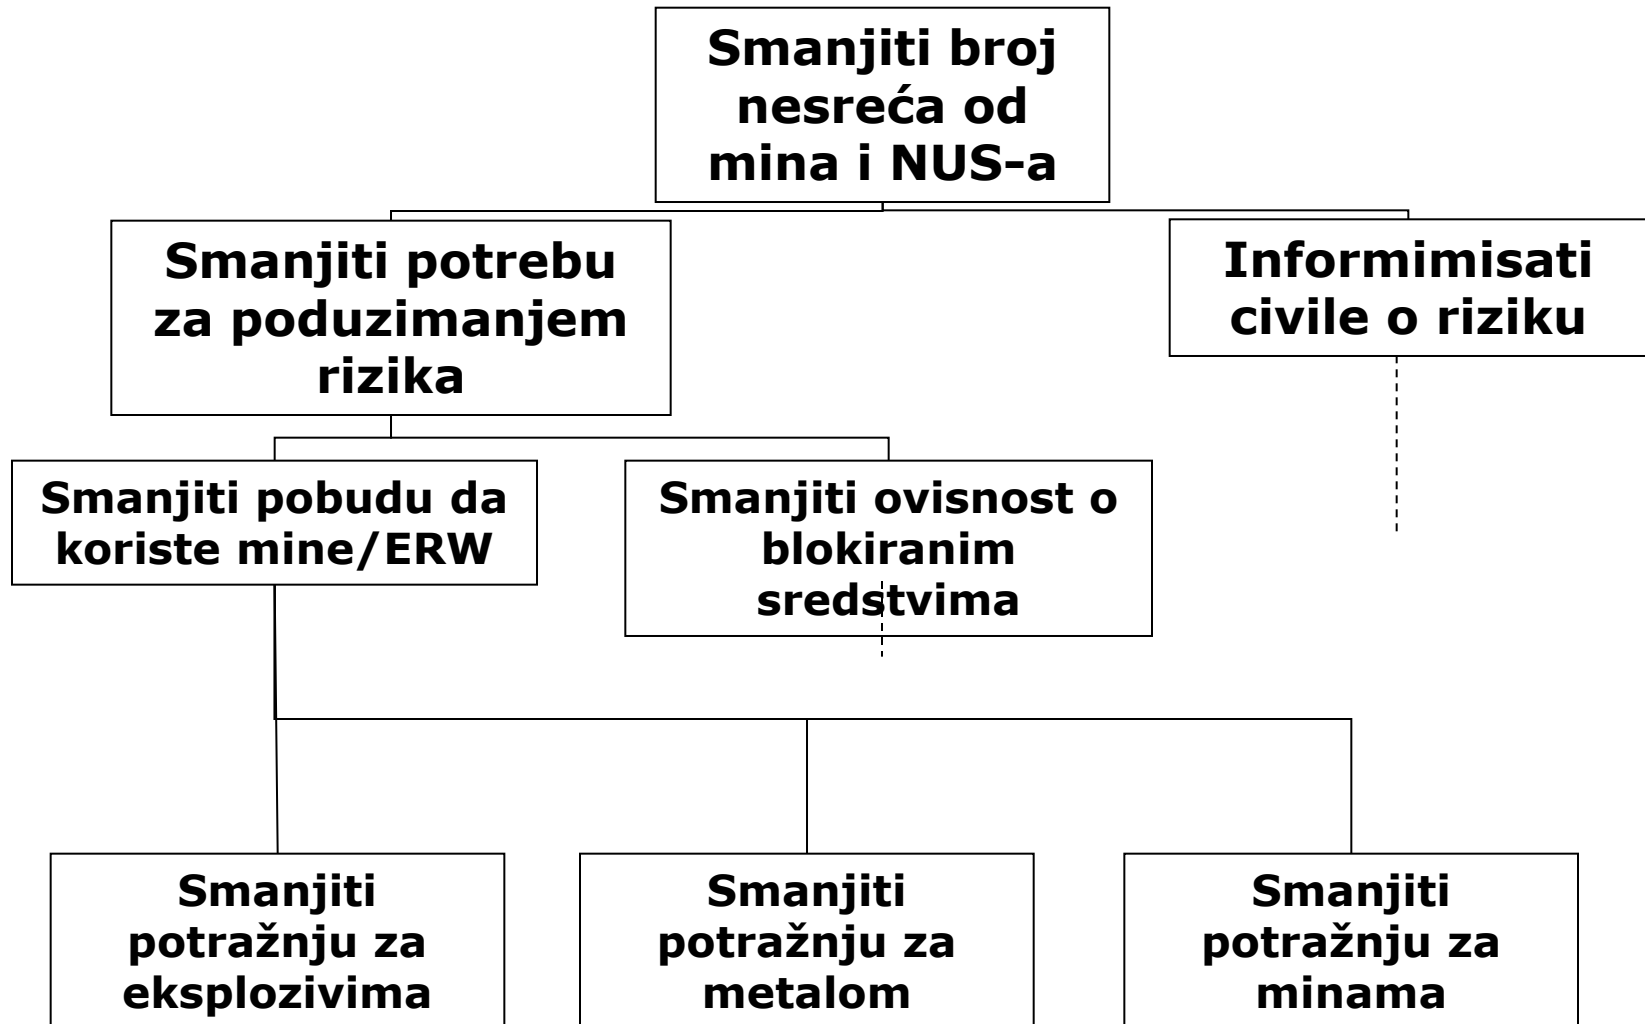 Smanjiti broj
nesreća od
mina i NUS-a
Smanjiti potrebu
za poduzimanjem
rizika
Informimisati
civile o riziku
Smanjiti pobudu da
koriste mine/ERW
Smanjiti ovisnost o
blokiranim
sredstvima
Smanjiti
potražnju za
eksplozivima
Smanjiti
potražnju za
metalom
Smanjiti
potražnju za
minama